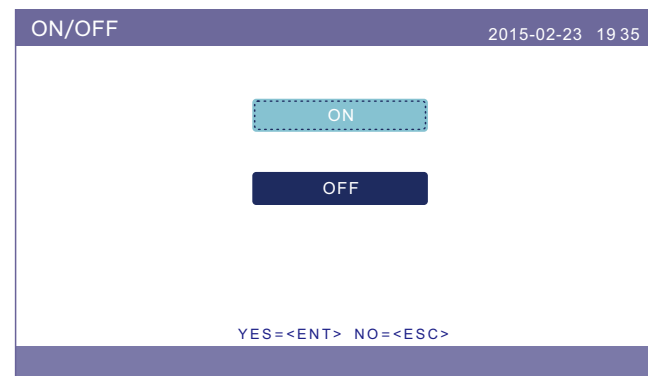 ON/OFF 2015-02-23 19 35
ON
OFF
YES=<ENT> NO=<ESC>